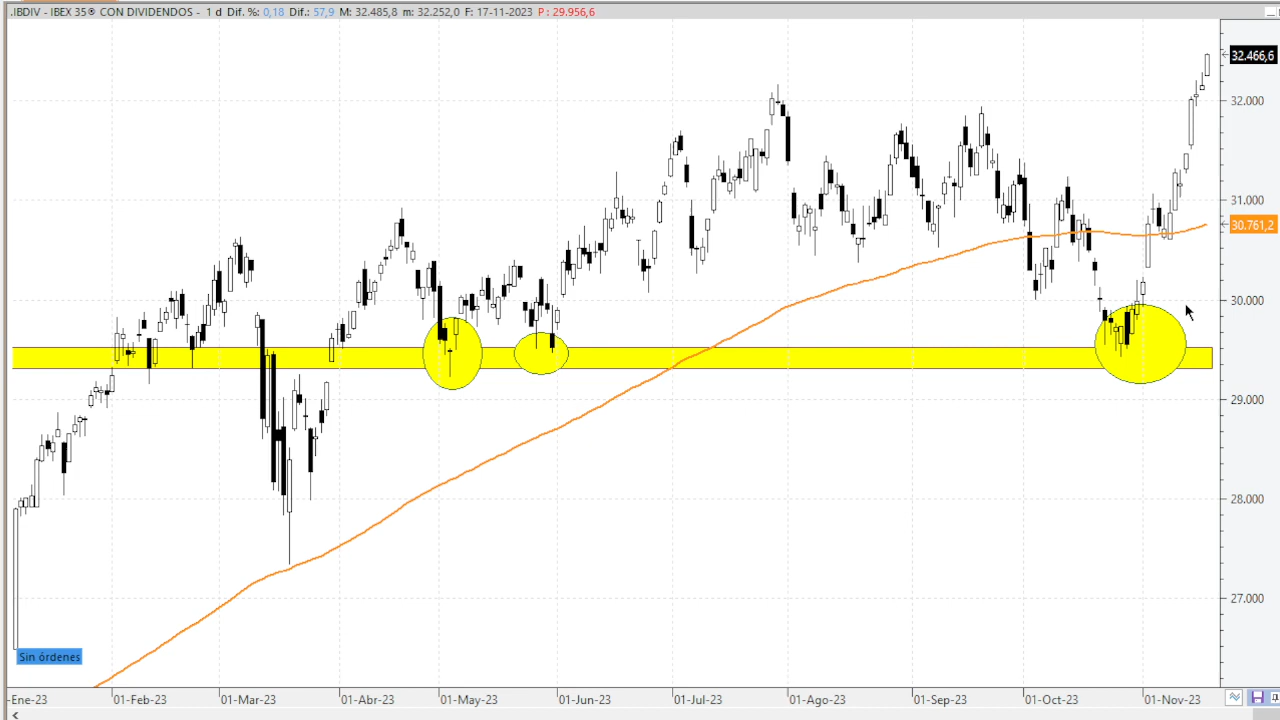 .IBDIV - IBEX 35® CON DIVIDENDOS - 1 d Dif. %: 0,18 Dif.: 57,9 M: 32.485,8 m: 32.252,0 F: 17-11-2023 P: 29.956,6
32.466,6
32.000
31.000
30.761,2
30.000
29.000
28.000
27.000
Sin órdenes
-Ene-23 01-Feb-23 01-Mar-23 01-Abr-23 01-May-23 01-Jun-23 01-Jul-23 01-Ago-23 01-Sep-23 01-Oct-23 01-Nov-23